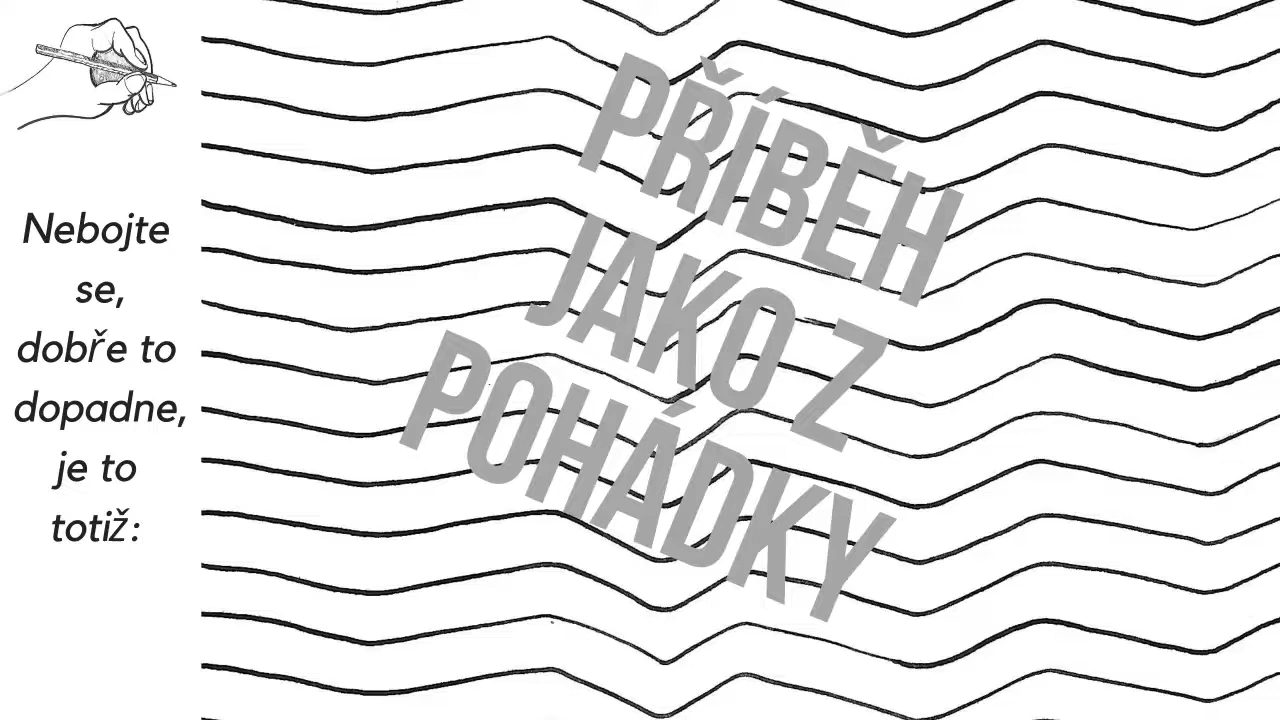 Nebojte
se,
dobře to
dopadne,
je to
totiž:
PŘÍBĚH
JAKO Z
POHÁDKY